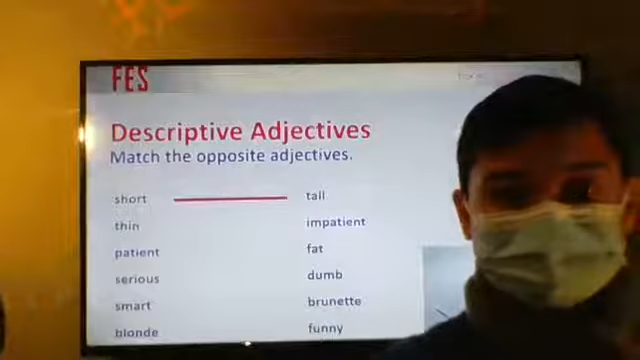 FES
Descriptive Adjectives
Match the opposite adjectives.
short tall
thin impatient
patient fat
serious dumb
smart brunette
blonde funny